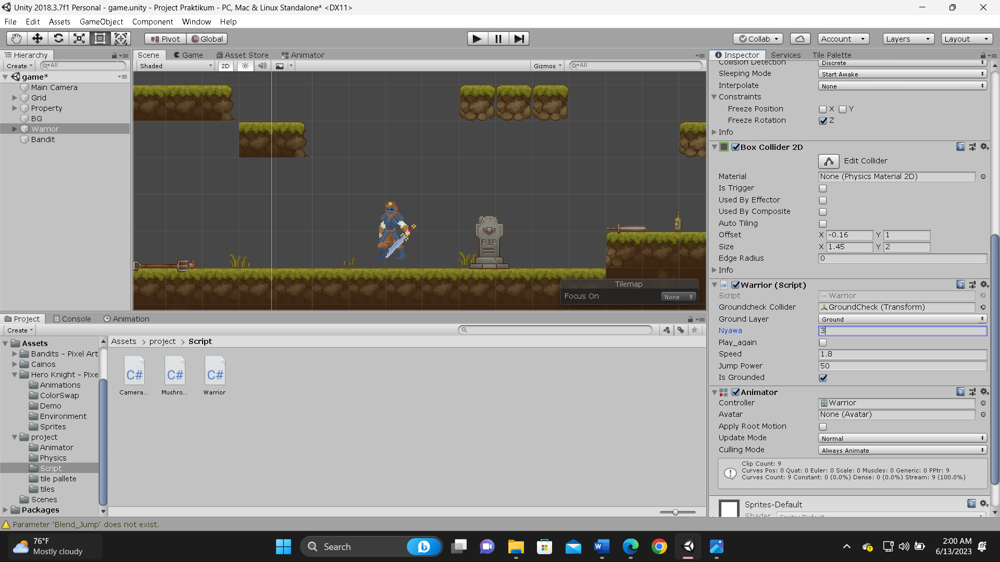 Unity 2018.3.7f1 Personal - game.unity - Project Praktikum - PC, Mac & Linux Standalone* <DX11>
File Edit Assets GameObject Component Window Help
Pivot Global Collab Account Layers Layout
Hierarchy
Create All
game*
Main Camera
Grid
Property
BG
Warrior
Bandit
Scene Game Asset Store Animator
Shaded 2D Gizmos All
RIP
Tilemap
Focus On None
Project Console Animation
Create
Assets
Bandits - Pixel Art
Cainos
Hero Knight - Pixe
Animations
ColorSwap
Demo
Environment
Sprites
project
Animator
Physics
Script
tile pallete
tiles
Scenes
Packages
Assets project Script
C# C# C#
Camera... Mushro... Warrior
Inspector Services Tile Palette
Collision Detection Discrete
Sleeping Mode Start Awake
Interpolate None
Constraints
Freeze Position X Y
Freeze Rotation Z
Info
Box Collider 2D
Edit Collider
Material None (Physics Material 2D)
Is Trigger
Used By Effector
Used By Composite
Auto Tiling
Offset X -0.16 Y 1
Size X 1.45 Y 2
Edge Radius 0
Info
Warrior (Script)
Script Warrior
Groundcheck Collider GroundCheck (Transform)
Ground Layer Ground
Nyawa 3
Play_again
Speed 1.8
Jump Power 50
Is Grounded
Animator
Controller Warrior
Avatar None (Avatar)
Apply Root Motion
Update Mode Normal
Culling Mode Always Animate
Clip Count: 9
Curves Pos: 0 Quat: 0 Euler: 0 Scale: 0 Muscles: 0 Generic: 0 PPtr: 9
Curves Count: 9 Constant: 0 (0.0%) Dense: 0 (0.0%) Stream: 9 (100.0%)
Sprites-Default
Shader Sprites/Default
Parameter 'Blend_Jump' does not exist.
76°F
Mostly cloudy
Search
2:00 AM
6/13/2023